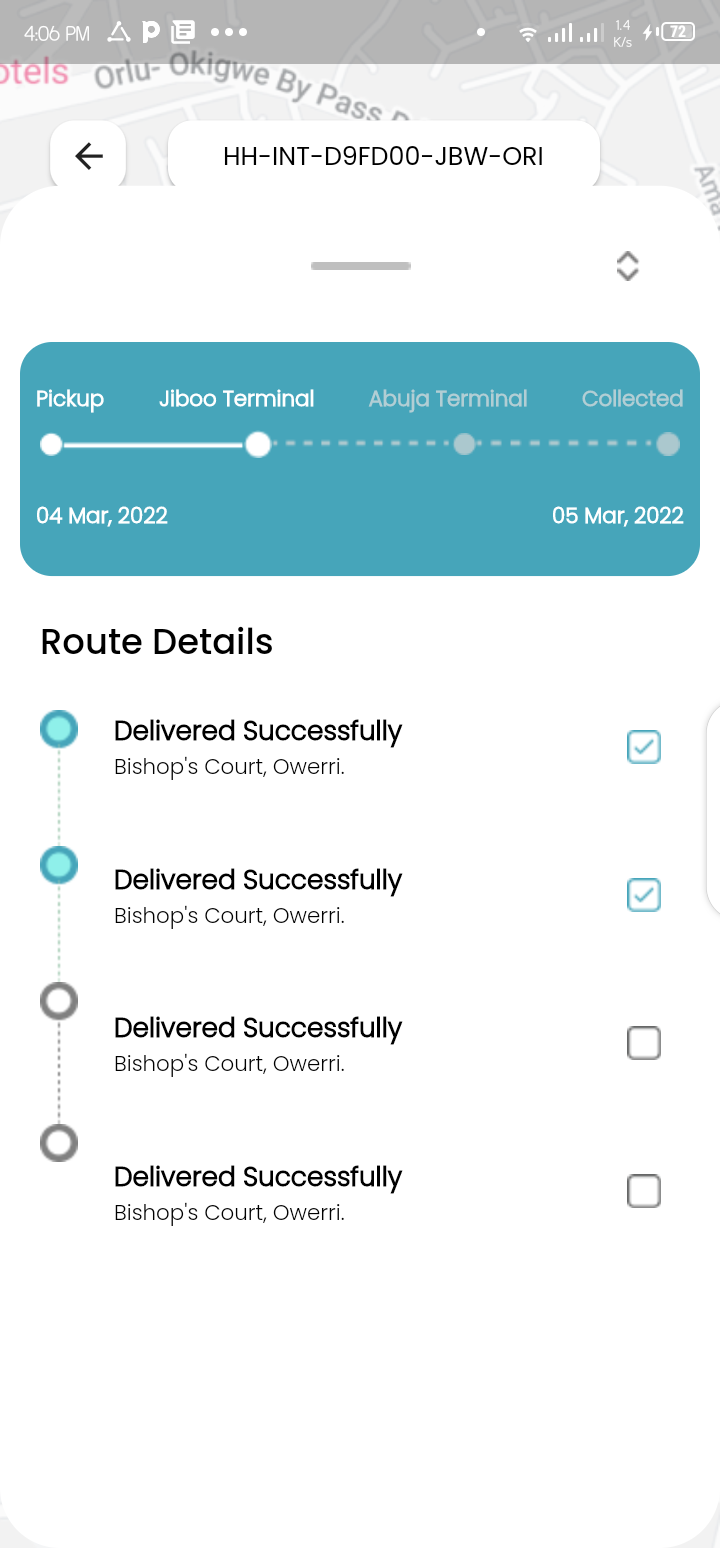 4:06 PM
1.4
K/s
72
otels
Orlu- Okigwe By Pass
HH-INT-D9FD00-JBW-ORI
Pickup Jiboo Terminal Abuja Terminal Collected
04 Mar, 2022 05 Mar, 2022
Route Details
Delivered Successfully
Bishop's Court, Owerri.
Delivered Successfully
Bishop's Court, Owerri.
Delivered Successfully
Bishop's Court, Owerri.
Delivered Successfully
Bishop's Court, Owerri.